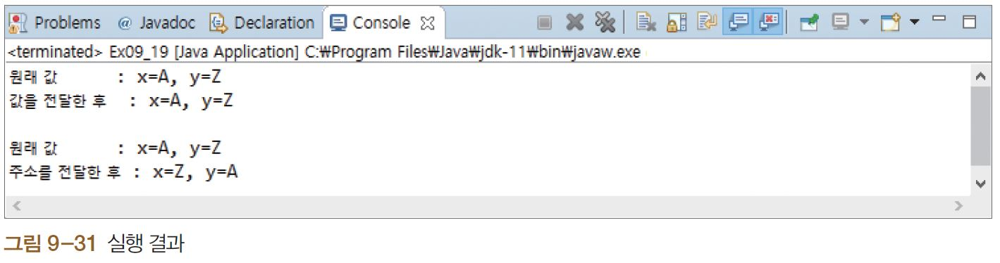 Problems @ Javadoc Declaration Console
<terminated> Ex09_19 [Java Application] C:₩Program Files₩Java₩jdk-11₩bin₩javaw.exe
원래 값 : x=A, y=Z
값을 전달한 후 : x=A, y=Z
원래 값 : x=A, y=Z
주소를 전달한 후 : x=Z, y=A
그림 9-31 실행 결과